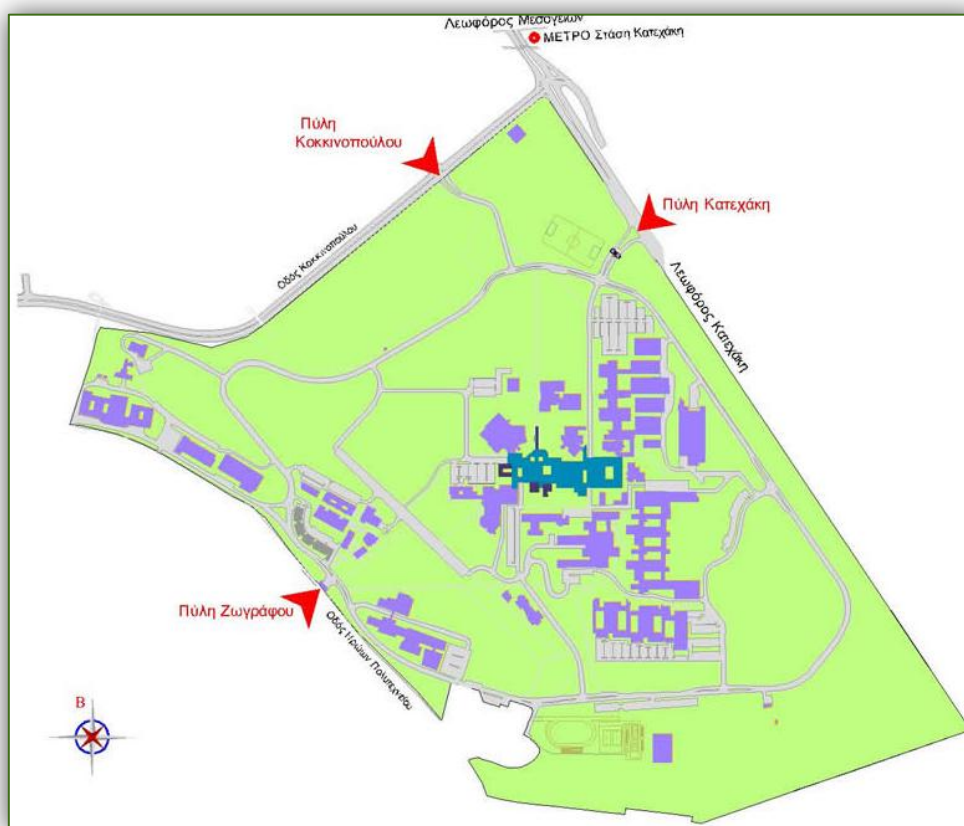 Λεωφόρος Μεσογείων
ΜΕΤΡΟ Στάση Κατεχάκη
Πύλη
Κοκκινοπούλου
Πύλη Κατεχάκη
Οδός Κοκκινοπούλου
Λεωφόρος Κατεχάκη
Πύλη Ζωγράφου
Οδός Ηρώων Πολυτεχνείου
Β